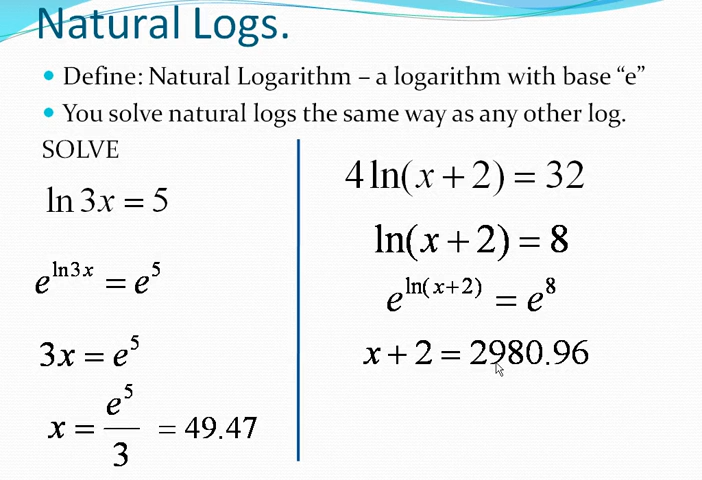 Natural Logs.
• Define: Natural Logarithm – a logarithm with base “e”
• You solve natural logs the same way as any other log.
SOLVE
ln 3x = 5
e^{ln 3x} = e^5
3x = e^5
x = e^5/3 = 49.47
4 ln(x + 2) = 32
ln(x + 2) = 8
e^{ln(x+2)} = e^8
x + 2 = 2980.96